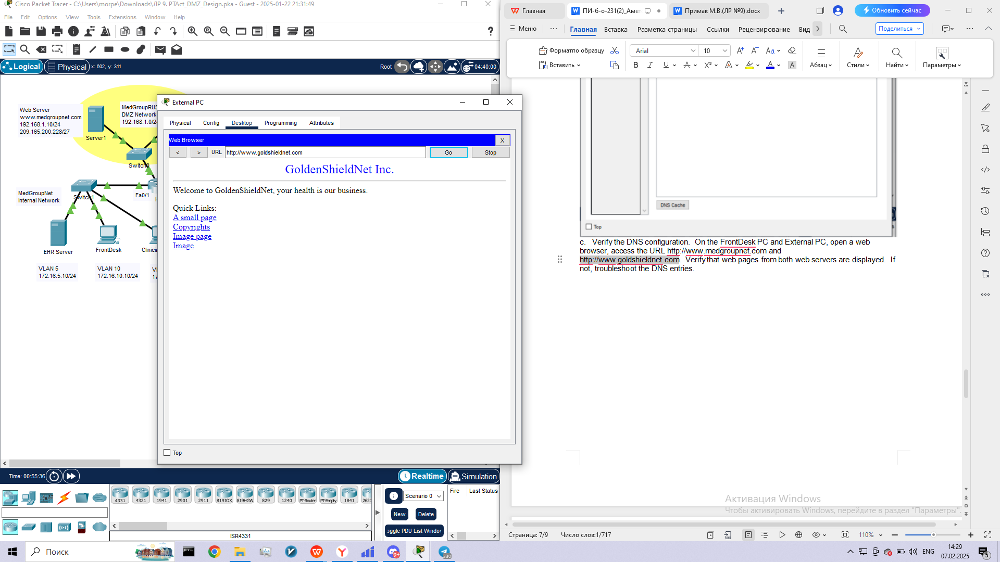 Cisco Packet Tracer - C:\Users\morpe\Downloads\ЛР 9. PTAct_DMZ_Design.pka - Guest - 2025-01-22 21:31:49
File Edit Options View Tools Extensions Window Help
Logical Physical x: 602, y: 311 Root 04:40:00
Web Server
www.medgroupnet.com
192.168.1.10/24
209.165.200.228/27
MedGroupRUS
DMZ Network
192.168.1.0/24
Server1
Switch0
MedGroupNet
Internal Network
Switch1
Fa0/1
EHR Server
FrontDesk
Clinicia
VLAN 5
172.16.5.10/24
VLAN 10
172.16.10.10/24
External PC
Physical Config Desktop Programming Attributes
Web Browser X
< > URL http://www.goldshieldnet.com Go Stop
GoldenShieldNet Inc.
Welcome to GoldenShieldNet, your health is our business.
Quick Links:
A small page
Copyrights
Image page
Image
Top
Time: 00:55:36 Realtime Simulation
4331 4321 1941 2901 2911 819IOX 819HGW 829 1240 PT-Router PT-Empty 1841 2620
ISR4331
Scenario 0
New Delete
oggle PDU List Window
Fire Last Status
Главная ПИ-б-о-231(2)_Амет Примак М.В.(ЛР №9).docx Обновить сейчас
Меню Главная Вставка Разметка страницы Ссылки Рецензирование Вид Поделиться
Формат по образцу
Вставить
Arial 10
Абзац Стили Найти Параметры
DNS Cache
Top
c. Verify the DNS configuration. On the FrontDesk PC and External PC, open a web
browser, access the URL http://www.medgroupnet.com and
http://www.goldshieldnet.com. Verify that web pages from both web servers are displayed. If
not, troubleshoot the DNS entries.
Активация Windows
Чтобы активировать Windows, перейдите в раздел "Параметры".
Страница: 7/9 Число слов:1/717 110%
Поиск
9+
330
ENG
14:29
07.02.2025
5